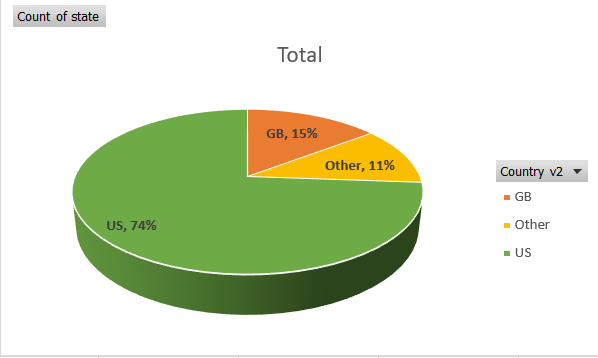 Count of state
Total
GB, 15%
Other, 11%
US, 74%
Country v2
GB
Other
US